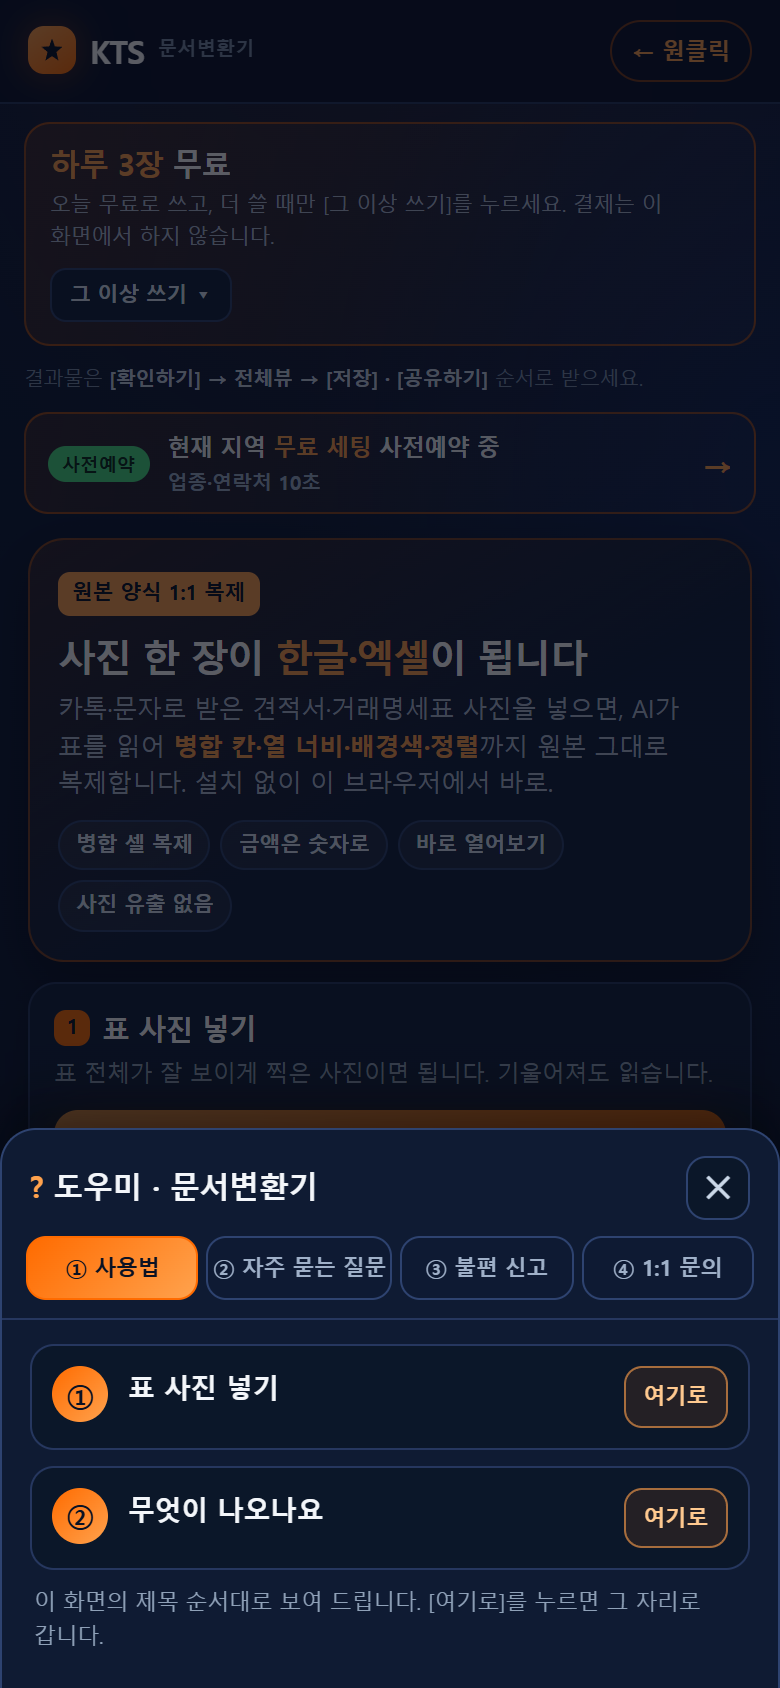 KTS 문서변환기
← 원클릭
하루 3장 무료
오늘 무료로 쓰고, 더 쓸 때만 [그 이상 쓰기]를 누르세요. 결제는 이
화면에서 하지 않습니다.
그 이상 쓰기 ▾
결과물은 [확인하기] → 전체뷰 → [저장] · [공유하기] 순서로 받으세요.
사전예약
현재 지역 무료 세팅 사전예약 중
업종·연락처 10초
→
원본 양식 1:1 복제
사진 한 장이 한글·엑셀이 됩니다
카톡·문자로 받은 견적서·거래명세표 사진을 넣으면, AI가
표를 읽어 병합 칸·열 너비·배경색·정렬까지 원본 그대로
복제합니다. 설치 없이 이 브라우저에서 바로.
병합 셀 복제
금액은 숫자로
바로 열어보기
사진 유출 없음
1 표 사진 넣기
표 전체가 잘 보이게 찍은 사진이면 됩니다. 기울어져도 읽습니다.
? 도우미 · 문서변환기
① 사용법
② 자주 묻는 질문
③ 불편 신고
④ 1:1 문의
① 표 사진 넣기
여기로
② 무엇이 나오나요
여기로
이 화면의 제목 순서대로 보여 드립니다. [여기로]를 누르면 그 자리로
갑니다.